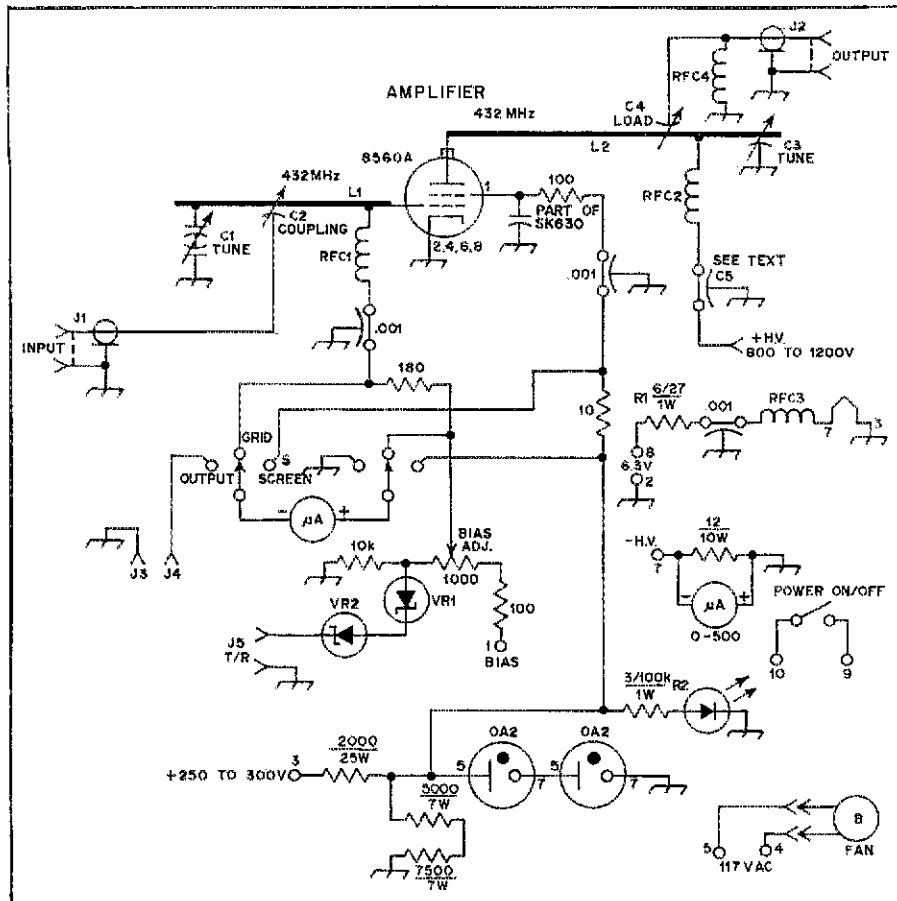 J2
OUTPUT
RFC4
AMPLIFIER
432 MHz
C4
LOAD
L2
C3
TUNE
8560A
1
100
PART OF
SK630
432MHz
L1
C2
COUPLING
C1
TUNE
RFC1
RFC2
.001
SEE TEXT
C5
+H.V.
800 TO 1200V
J1
INPUT
2,4,6,8
.001
180
10
R1
6/27
1W
.001
RFC3
7
3
8
6.3V
2
GRID
OUTPUT
S
SCREEN
- μA +
BIAS
ADJ.
10k
1000
J3
J4
VR2
VR1
100
1
BIAS
J5
T/R
-H.V.
7
12
10W
- μA +
0-500
POWER ON/OFF
10
9
3/100k
1W
R2
0A2
0A2
+250 TO 300V
3
2000
25W
5
7
5
7
5000
7W
7500
7W
5
4
117 VAC
B
FAN